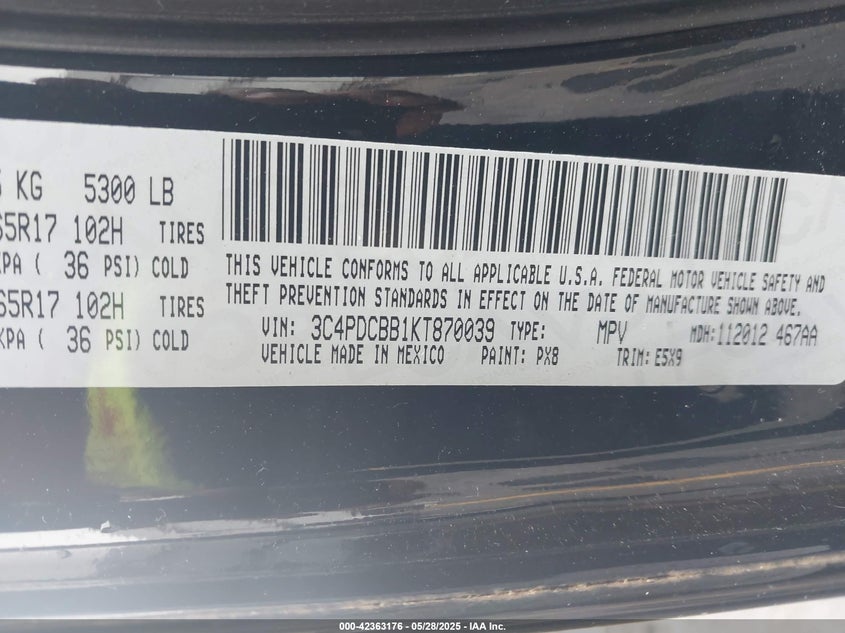 KG 5300 LB
65R17 102H TIRES
KPA ( 36 PSI) COLD
65R17 102H TIRES
KPA ( 36 PSI) COLD
THIS VEHICLE CONFORMS TO ALL APPLICABLE U.S.A. FEDERAL MOTOR VEHICLE SAFETY AND
THEFT PREVENTION STANDARDS IN EFFECT ON THE DATE OF MANUFACTURE SHOWN ABOVE.
VIN: 3C4PDCBB1KT870039 TYPE: MPV MDH:112012 467AA
VEHICLE MADE IN MEXICO PAINT: PX8 TRIM: E5X9
000-42363176 - 05/28/2025 - IAA Inc.